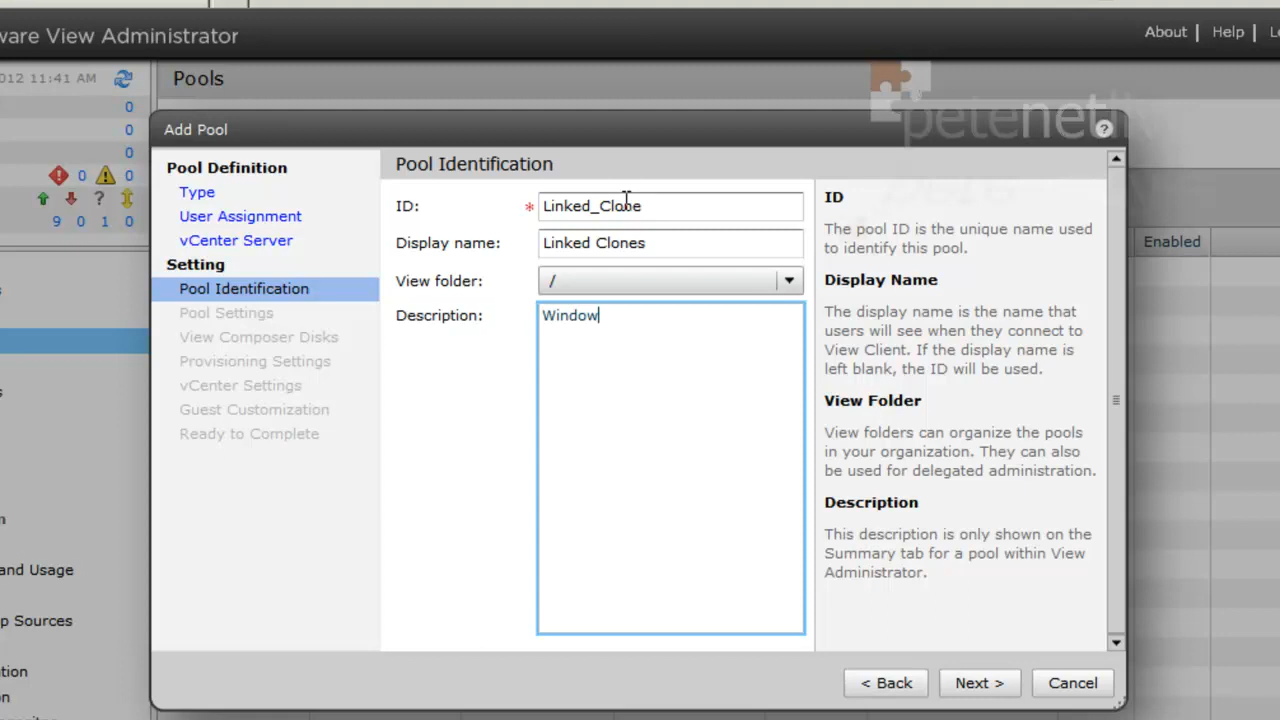 ware View Administrator
About
Help
012 11:41 AM
Pools
0
0
0
0 0
?
9 0 1 0
Enabled
and Usage
p Sources
tion
n
petenetli
Add Pool
?
Pool Definition
Type
User Assignment
vCenter Server
Setting
Pool Identification
Pool Settings
View Composer Disks
Provisioning Settings
vCenter Settings
Guest Customization
Ready to Complete
Pool Identification
ID: * Linked_Clone
Display name: Linked Clones
View folder: /
Description: Window
ID
The pool ID is the unique name used
to identify this pool.
Display Name
The display name is the name that
users will see when they connect to
View Client. If the display name is
left blank, the ID will be used.
View Folder
View folders can organize the pools
in your organization. They can also
be used for delegated administration.
Description
This description is only shown on the
Summary tab for a pool within View
Administrator.
< Back
Next >
Cancel